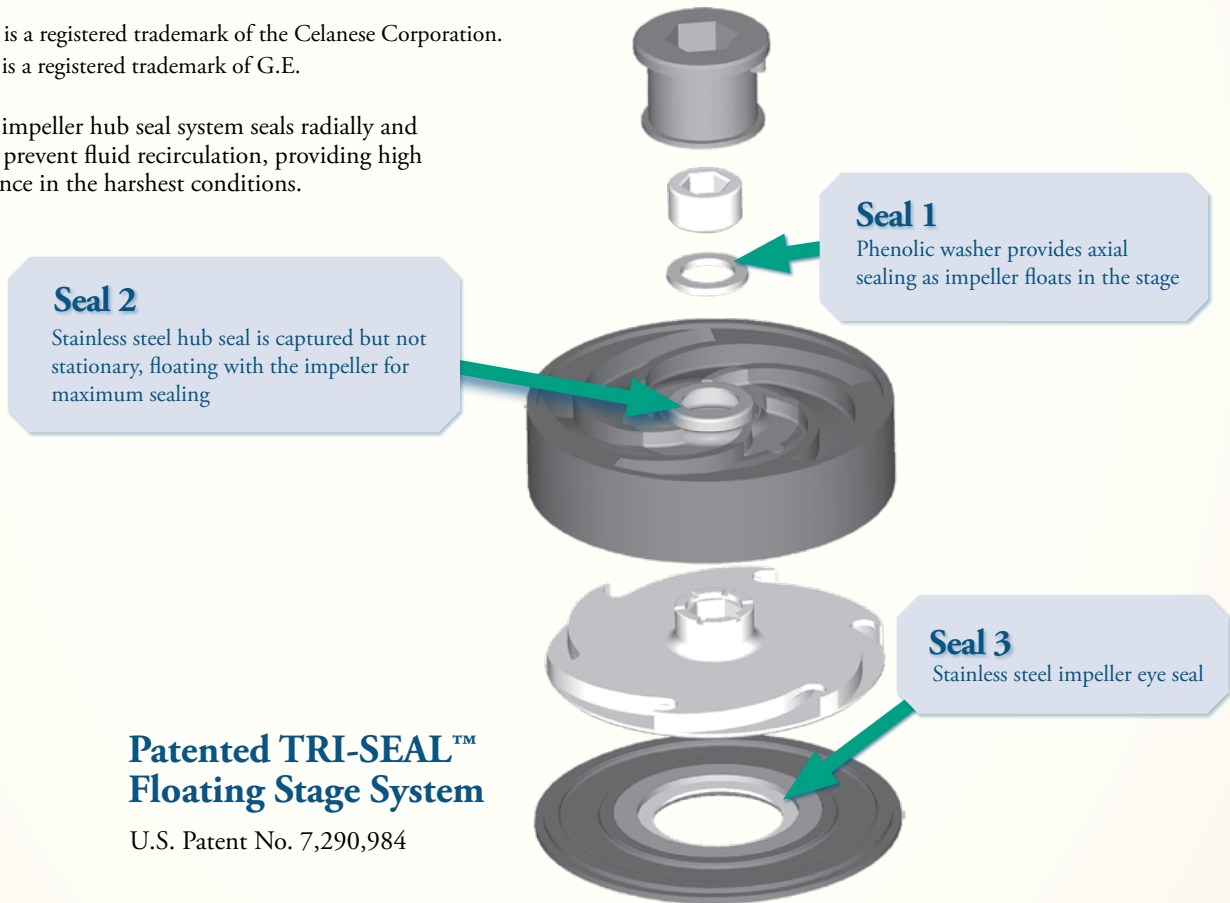 is a registered trademark of the Celanese Corporation.
is a registered trademark of G.E.
impeller hub seal system seals radially and
prevent fluid recirculation, providing high
nce in the harshest conditions.
Seal 1
Phenolic washer provides axial
sealing as impeller floats in the stage
Seal 2
Stainless steel hub seal is captured but not
stationary, floating with the impeller for
maximum sealing
Seal 3
Stainless steel impeller eye seal
Patented TRI-SEAL™
Floating Stage System
U.S. Patent No. 7,290,984